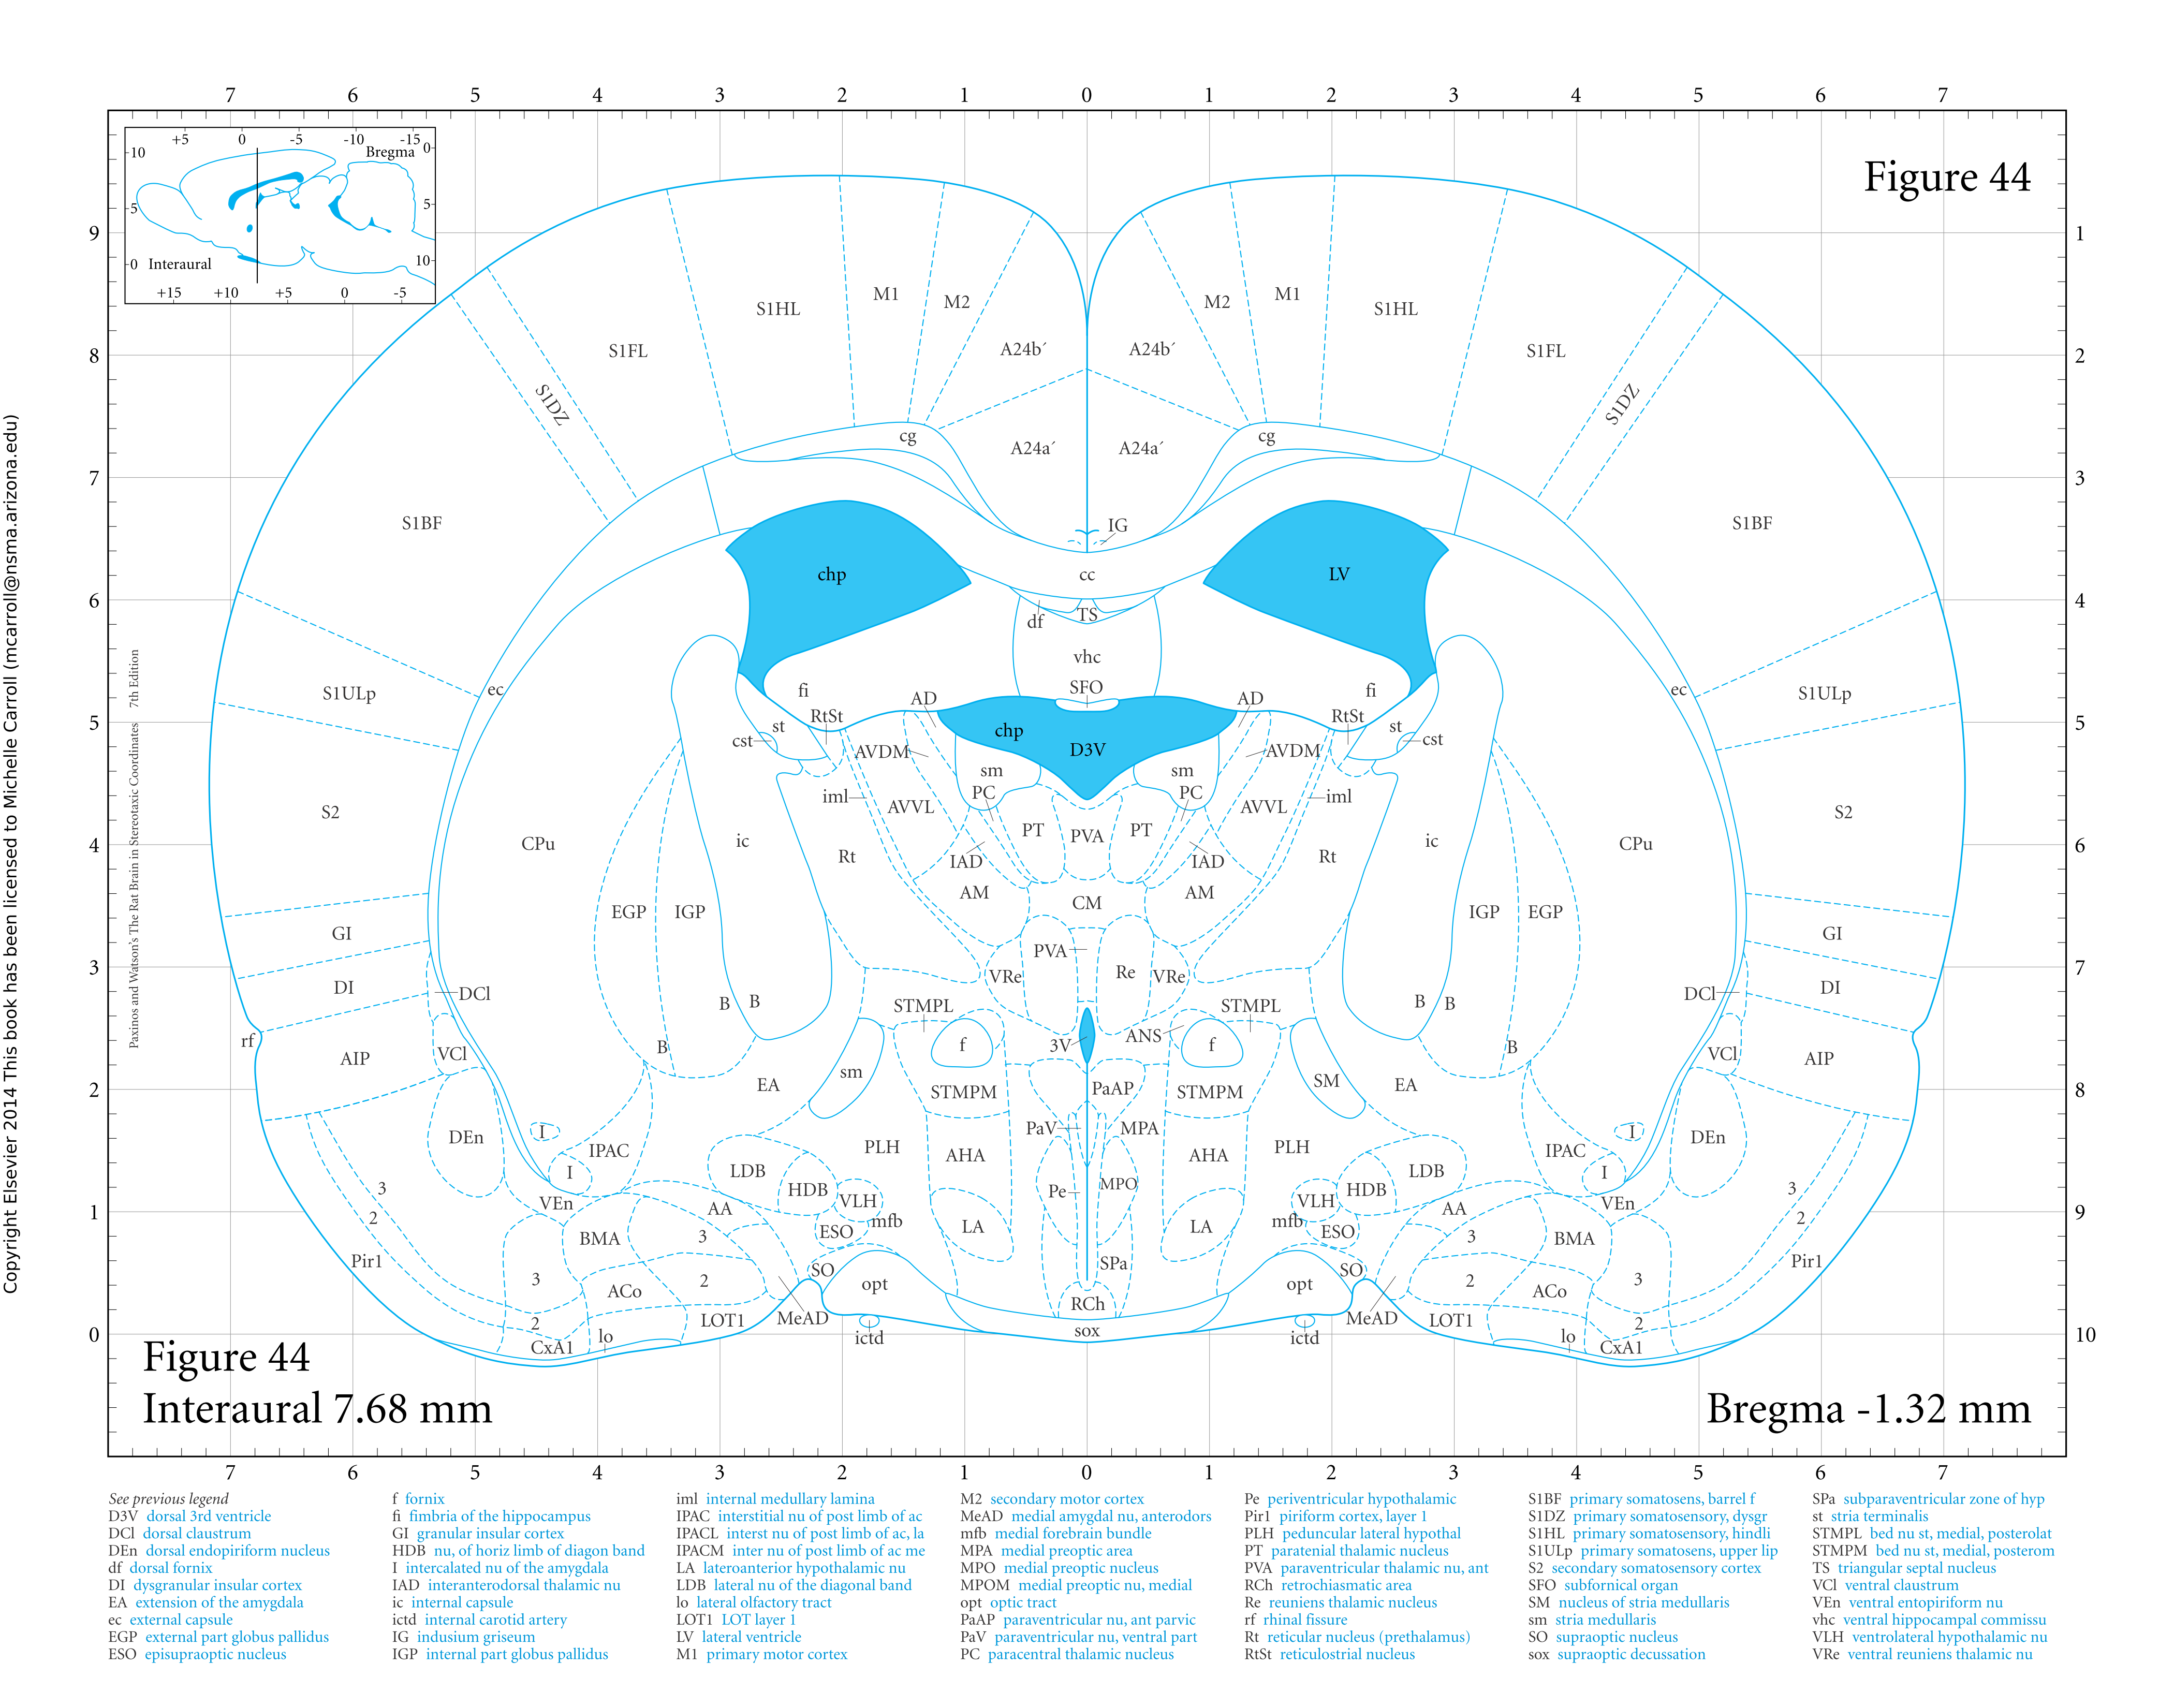 7 6 5 4 3 2 1 0 1 2 3 4 5 6 7
+5 0 -5 -10 -15
Bregma 0
10
5 5
0 Interaural 10
+15 +10 +5 0 -5
Figure 44
9 1
8 2
7 3
6 4
5 5
4 6
3 7
2 8
1 9
0 10
M1 M2 M2 M1
S1HL S1HL
S1FL A24b´ A24b´ S1FL
S1DZ S1DZ
cg A24a´ A24a´ cg
S1BF IG S1BF
chp cc LV
df TS
vhc
S1ULp ec fi AD SFO AD fi ec S1ULp
RtSt RtSt
st chp st
cst AVDM D3V AVDM cst
sm sm
iml PC PC iml
S2 AVVL AVVL S2
CPu ic PT PVA PT ic CPu
Rt IAD IAD Rt
AM CM AM
EGP IGP IGP EGP
GI GI
PVA
VRe Re VRe
DI DCl DCl DI
B B STMPL STMPL B B
rf f 3V ANS f
AIP VCl B B VCl AIP
EA sm STMPM PaAP STMPM SM EA
DEn I PaV MPA I DEn
IPAC PLH AHA AHA PLH IPAC
I LDB LDB I
3 HDB Pe MPO HDB 3
VEn VLH VLH VEn
2 AA mfb LA LA mfb AA 2
BMA 3 ESO ESO 3 BMA
Pir1 SO SPa SO Pir1
3 ACo 2 opt opt 2 ACo 3
RCh
2 LOT1 MeAD sox MeAD LOT1 2
lo ictd ictd lo
CxA1 CxA1
Figure 44
Interaural 7.68 mm
Bregma -1.32 mm
7 6 5 4 3 2 1 0 1 2 3 4 5 6 7
Copyright Elsevier 2014 This book has been licensed to Michelle Carroll (mcarroll@nsma.arizona.edu)
Paxinos and Watson's The Rat Brain in Stereotaxic Coordinates 7th Edition
See previous legend
D3V dorsal 3rd ventricle
DCl dorsal claustrum
DEn dorsal endopiriform nucleus
df dorsal fornix
DI dysgranular insular cortex
EA extension of the amygdala
ec external capsule
EGP external part globus pallidus
ESO episupraoptic nucleus
f fornix
fi fimbria of the hippocampus
GI granular insular cortex
HDB nu, of horiz limb of diagon band
I intercalated nu of the amygdala
IAD interanterodorsal thalamic nu
ic internal capsule
ictd internal carotid artery
IG indusium griseum
IGP internal part globus pallidus
iml internal medullary lamina
IPAC interstitial nu of post limb of ac
IPACL interst nu of post limb of ac, la
IPACM inter nu of post limb of ac me
LA lateroanterior hypothalamic nu
LDB lateral nu of the diagonal band
lo lateral olfactory tract
LOT1 LOT layer 1
LV lateral ventricle
M1 primary motor cortex
M2 secondary motor cortex
MeAD medial amygdal nu, anterodors
mfb medial forebrain bundle
MPA medial preoptic area
MPO medial preoptic nucleus
MPOM medial preoptic nu, medial
opt optic tract
PaAP paraventricular nu, ant parvic
PaV paraventricular nu, ventral part
PC paracentral thalamic nucleus
Pe periventricular hypothalamic
Pir1 piriform cortex, layer 1
PLH peduncular lateral hypothal
PT paratenial thalamic nucleus
PVA paraventricular thalamic nu, ant
RCh retrochiasmatic area
Re reuniens thalamic nucleus
rf rhinal fissure
Rt reticular nucleus (prethalamus)
RtSt reticulostrial nucleus
S1BF primary somatosens, barrel f
S1DZ primary somatosensory, dysgr
S1HL primary somatosensory, hindli
S1ULp primary somatosens, upper lip
S2 secondary somatosensory cortex
SFO subfornical organ
SM nucleus of stria medullaris
sm stria medullaris
SO supraoptic nucleus
sox supraoptic decussation
SPa subparaventricular zone of hyp
st stria terminalis
STMPL bed nu st, medial, posterolat
STMPM bed nu st, medial, posterom
TS triangular septal nucleus
VCl ventral claustrum
VEn ventral entopiriform nu
vhc ventral hippocampal commissu
VLH ventrolateral hypothalamic nu
VRe ventral reuniens thalamic nu